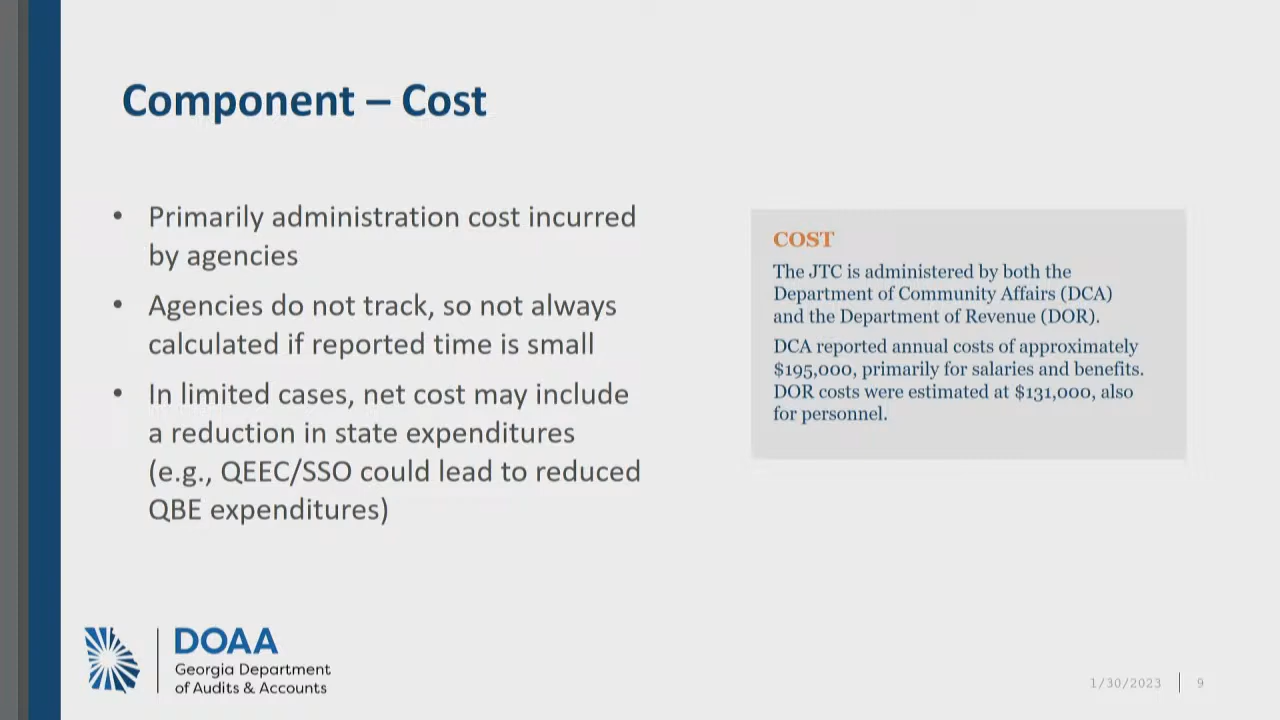 Component – Cost
• Primarily administration cost incurred
by agencies
• Agencies do not track, so not always
calculated if reported time is small
• In limited cases, net cost may include
a reduction in state expenditures
(e.g., QEEC/SSO could lead to reduced
QBE expenditures)
COST
The JTC is administered by both the
Department of Community Affairs (DCA)
and the Department of Revenue (DOR).
DCA reported annual costs of approximately
$195,000, primarily for salaries and benefits.
DOR costs were estimated at $131,000, also
for personnel.
DOAA
Georgia Department
of Audits & Accounts
1/30/2023 | 9